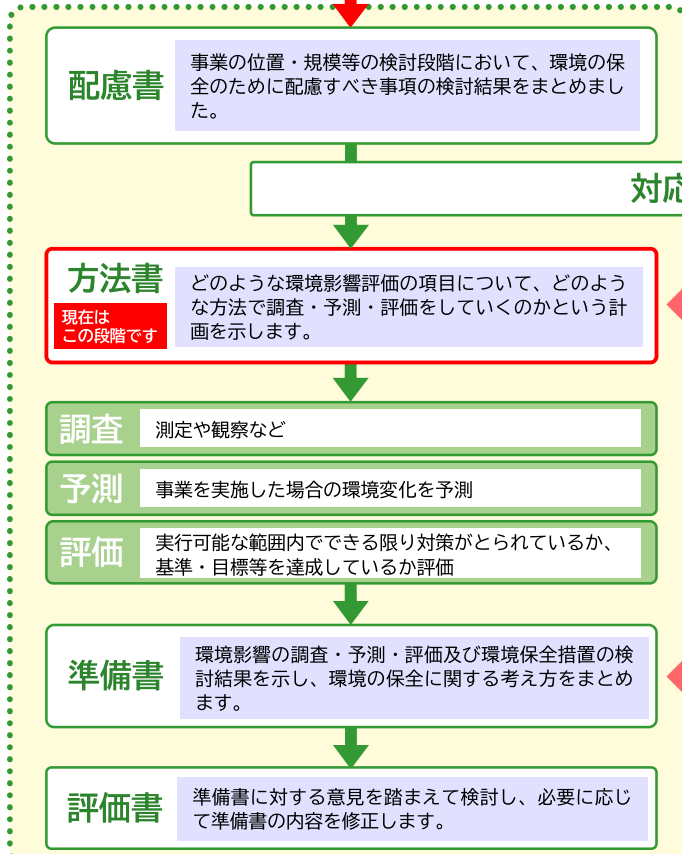 配慮書
事業の位置・規模等の検討段階において、環境の保
全のために配慮すべき事項の検討結果をまとめまし
た。
対応
方法書
現在は
この段階です
どのような環境影響評価の項目について、どのよう
な方法で調査・予測・評価をしていくのかという計
画を示します。
調査
測定や観察など
予測
事業を実施した場合の環境変化を予測
評価
実行可能な範囲内でできる限り対策がとられているか、
基準・目標等を達成しているか評価
準備書
環境影響の調査・予測・評価及び環境保全措置の検
討結果を示し、環境の保全に関する考え方をまとめ
ます。
評価書
準備書に対する意見を踏まえて検討し、必要に応じ
て準備書の内容を修正します。